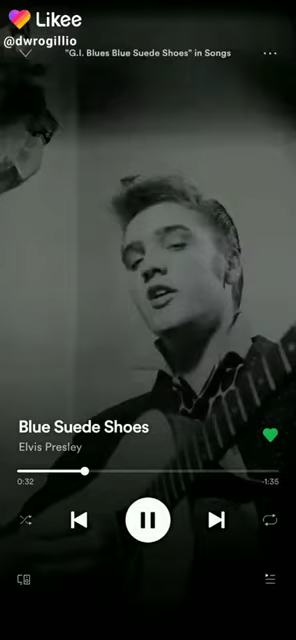 Likee
@dwrogillio
"G.I. Blues Blue Suede Shoes" in Songs
Blue Suede Shoes
Elvis Presley
0:32
-1:35